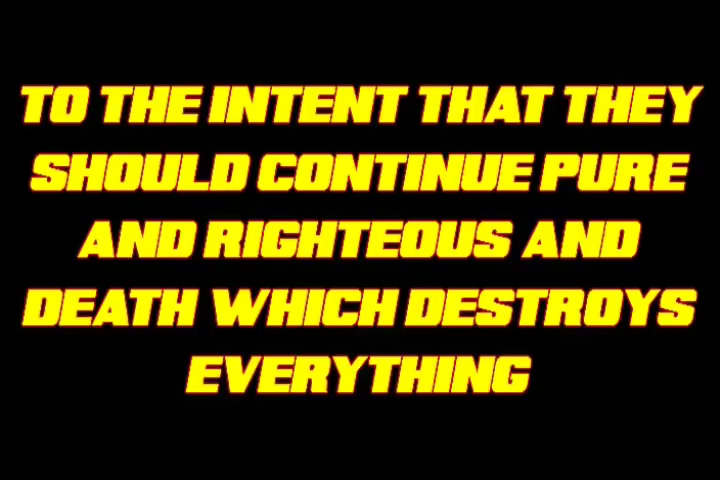 TO THE INTENT THAT THEY
SHOULD CONTINUE PURE
AND RIGHTEOUS AND
DEATH WHICH DESTROYS
EVERYTHING